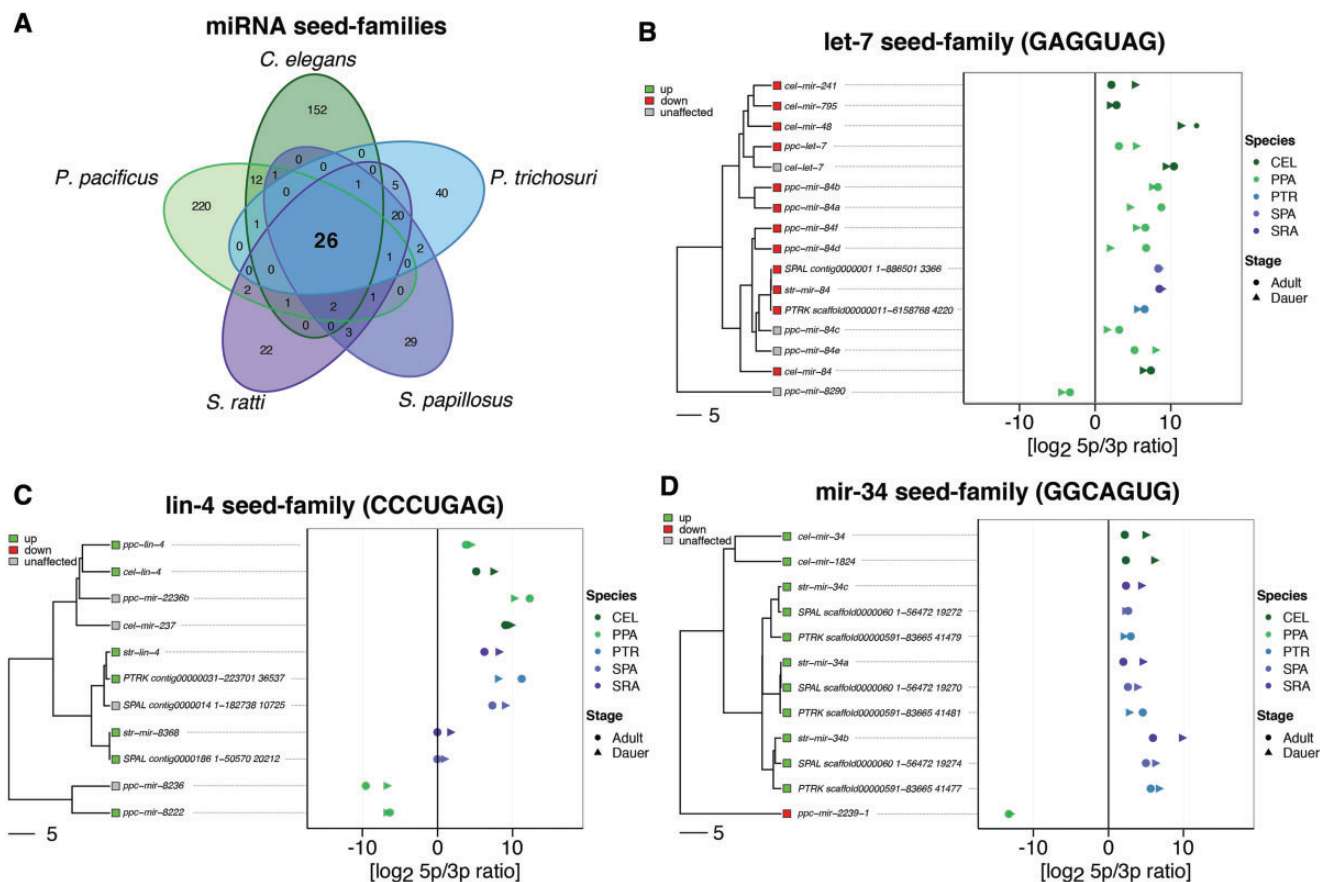 A
miRNA seed-families
C. elegans
152
P. pacificus
P. trichosuri
220
40
12
1
0
0
0
0
1
5
0
20
1
2
0
26
1
0
0
0
2
1
1
0
2
0
0
3
22
29
S. ratti
S. papillosus
B
let-7 seed-family (GAGGUAG)
up
down
unaffected
cel-mir-241
cel-mir-795
cel-mir-48
ppc-let-7
cel-let-7
ppc-mir-84b
ppc-mir-84a
ppc-mir-84f
ppc-mir-84d
SPAL contig0000001 1-886501 3366
str-mir-84
PTRK scaffold00000011-6158768 4220
ppc-mir-84c
ppc-mir-84e
cel-mir-84
ppc-mir-8290
5
-10 0 10
[log2 5p/3p ratio]
Species
CEL
PPA
PTR
SPA
SRA
Stage
Adult
Dauer
C
lin-4 seed-family (CCCUGAG)
up
down
unaffected
ppc-lin-4
cel-lin-4
ppc-mir-2236b
cel-mir-237
str-lin-4
PTRK contig00000031-223701 36537
SPAL contig0000014 1-182738 10725
str-mir-8368
SPAL contig0000186 1-50570 20212
ppc-mir-8236
ppc-mir-8222
5
-10 0 10
[log2 5p/3p ratio]
Species
CEL
PPA
PTR
SPA
SRA
Stage
Adult
Dauer
D
mir-34 seed-family (GGCAGUG)
up
down
unaffected
cel-mir-34
cel-mir-1824
str-mir-34c
SPAL scaffold0000060 1-56472 19272
PTRK scaffold00000591-83665 41479
str-mir-34a
SPAL scaffold0000060 1-56472 19270
PTRK scaffold00000591-83665 41481
str-mir-34b
SPAL scaffold0000060 1-56472 19274
PTRK scaffold00000591-83665 41477
ppc-mir-2239-1
5
-10 0 10
[log2 5p/3p ratio]
Species
CEL
PPA
PTR
SPA
SRA
Stage
Adult
Dauer